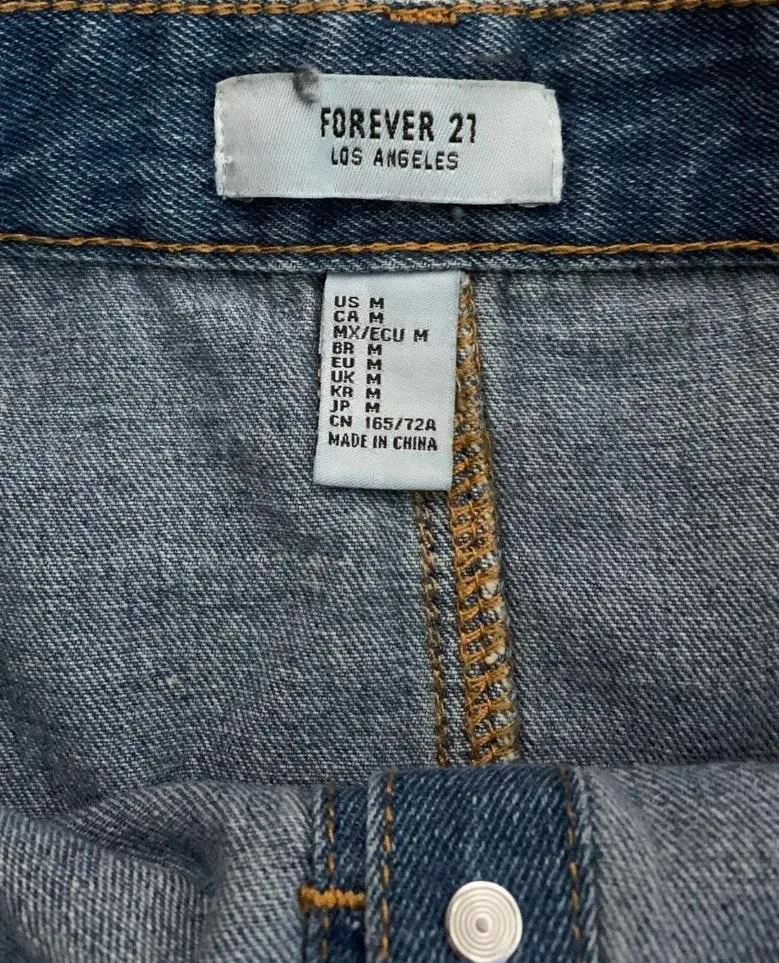 FOREVER 21
LOS ANGELES
US M
CA M
MX/ECU M
BR M
EU M
UK M
KR M
JP M
CN 165/72A
MADE IN CHINA